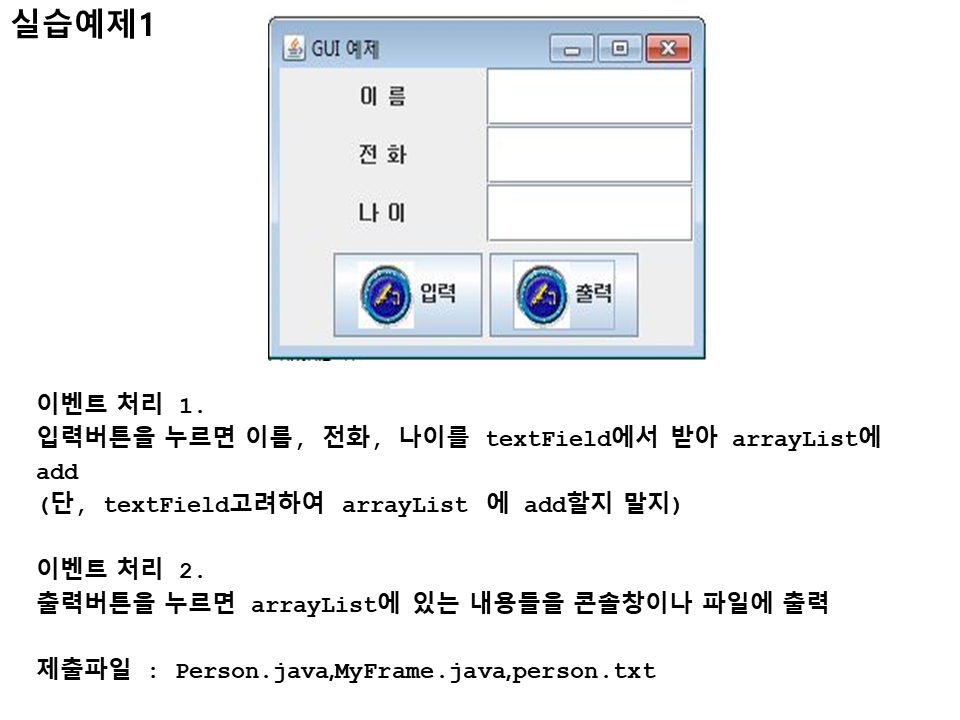 실습예제1
GUI 예제
이 름
전 화
나 이
입력 출력
이벤트 처리 1.
입력버튼을 누르면 이름, 전화, 나이를 textField에서 받아 arrayList에
add
(단, textField고려하여 arrayList 에 add할지 말지)
이벤트 처리 2.
출력버튼을 누르면 arrayList에 있는 내용들을 콘솔창이나 파일에 출력
제출파일 : Person.java,MyFrame.java,person.txt